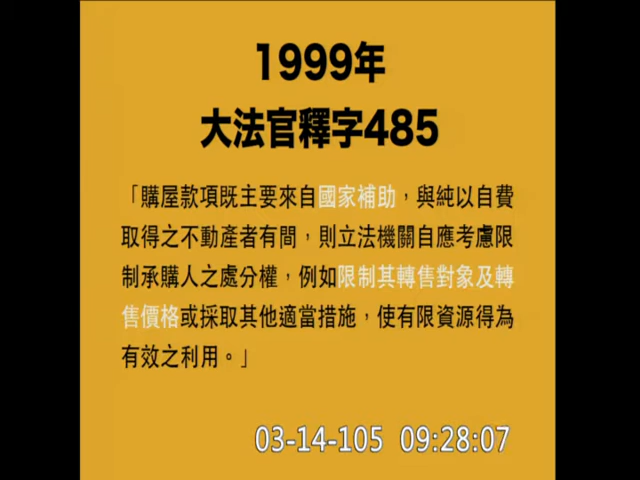 1999年
大法官釋字485
「購屋款項既主要來自國家補助，與純以自費
取得之不動產者有間，則立法機關自應考慮限
制承購人之處分權，例如限制其轉售對象及轉
售價格或採取其他適當措施，使有限資源得為
有效之利用。」
03-14-105 09:28:07